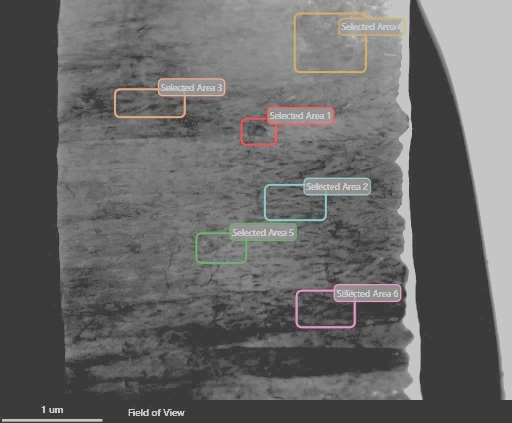 Selected Area 4
Selected Area 3
Selected Area 1
Selected Area 2
Selected Area 5
Selected Area 6
1 um
Field of View